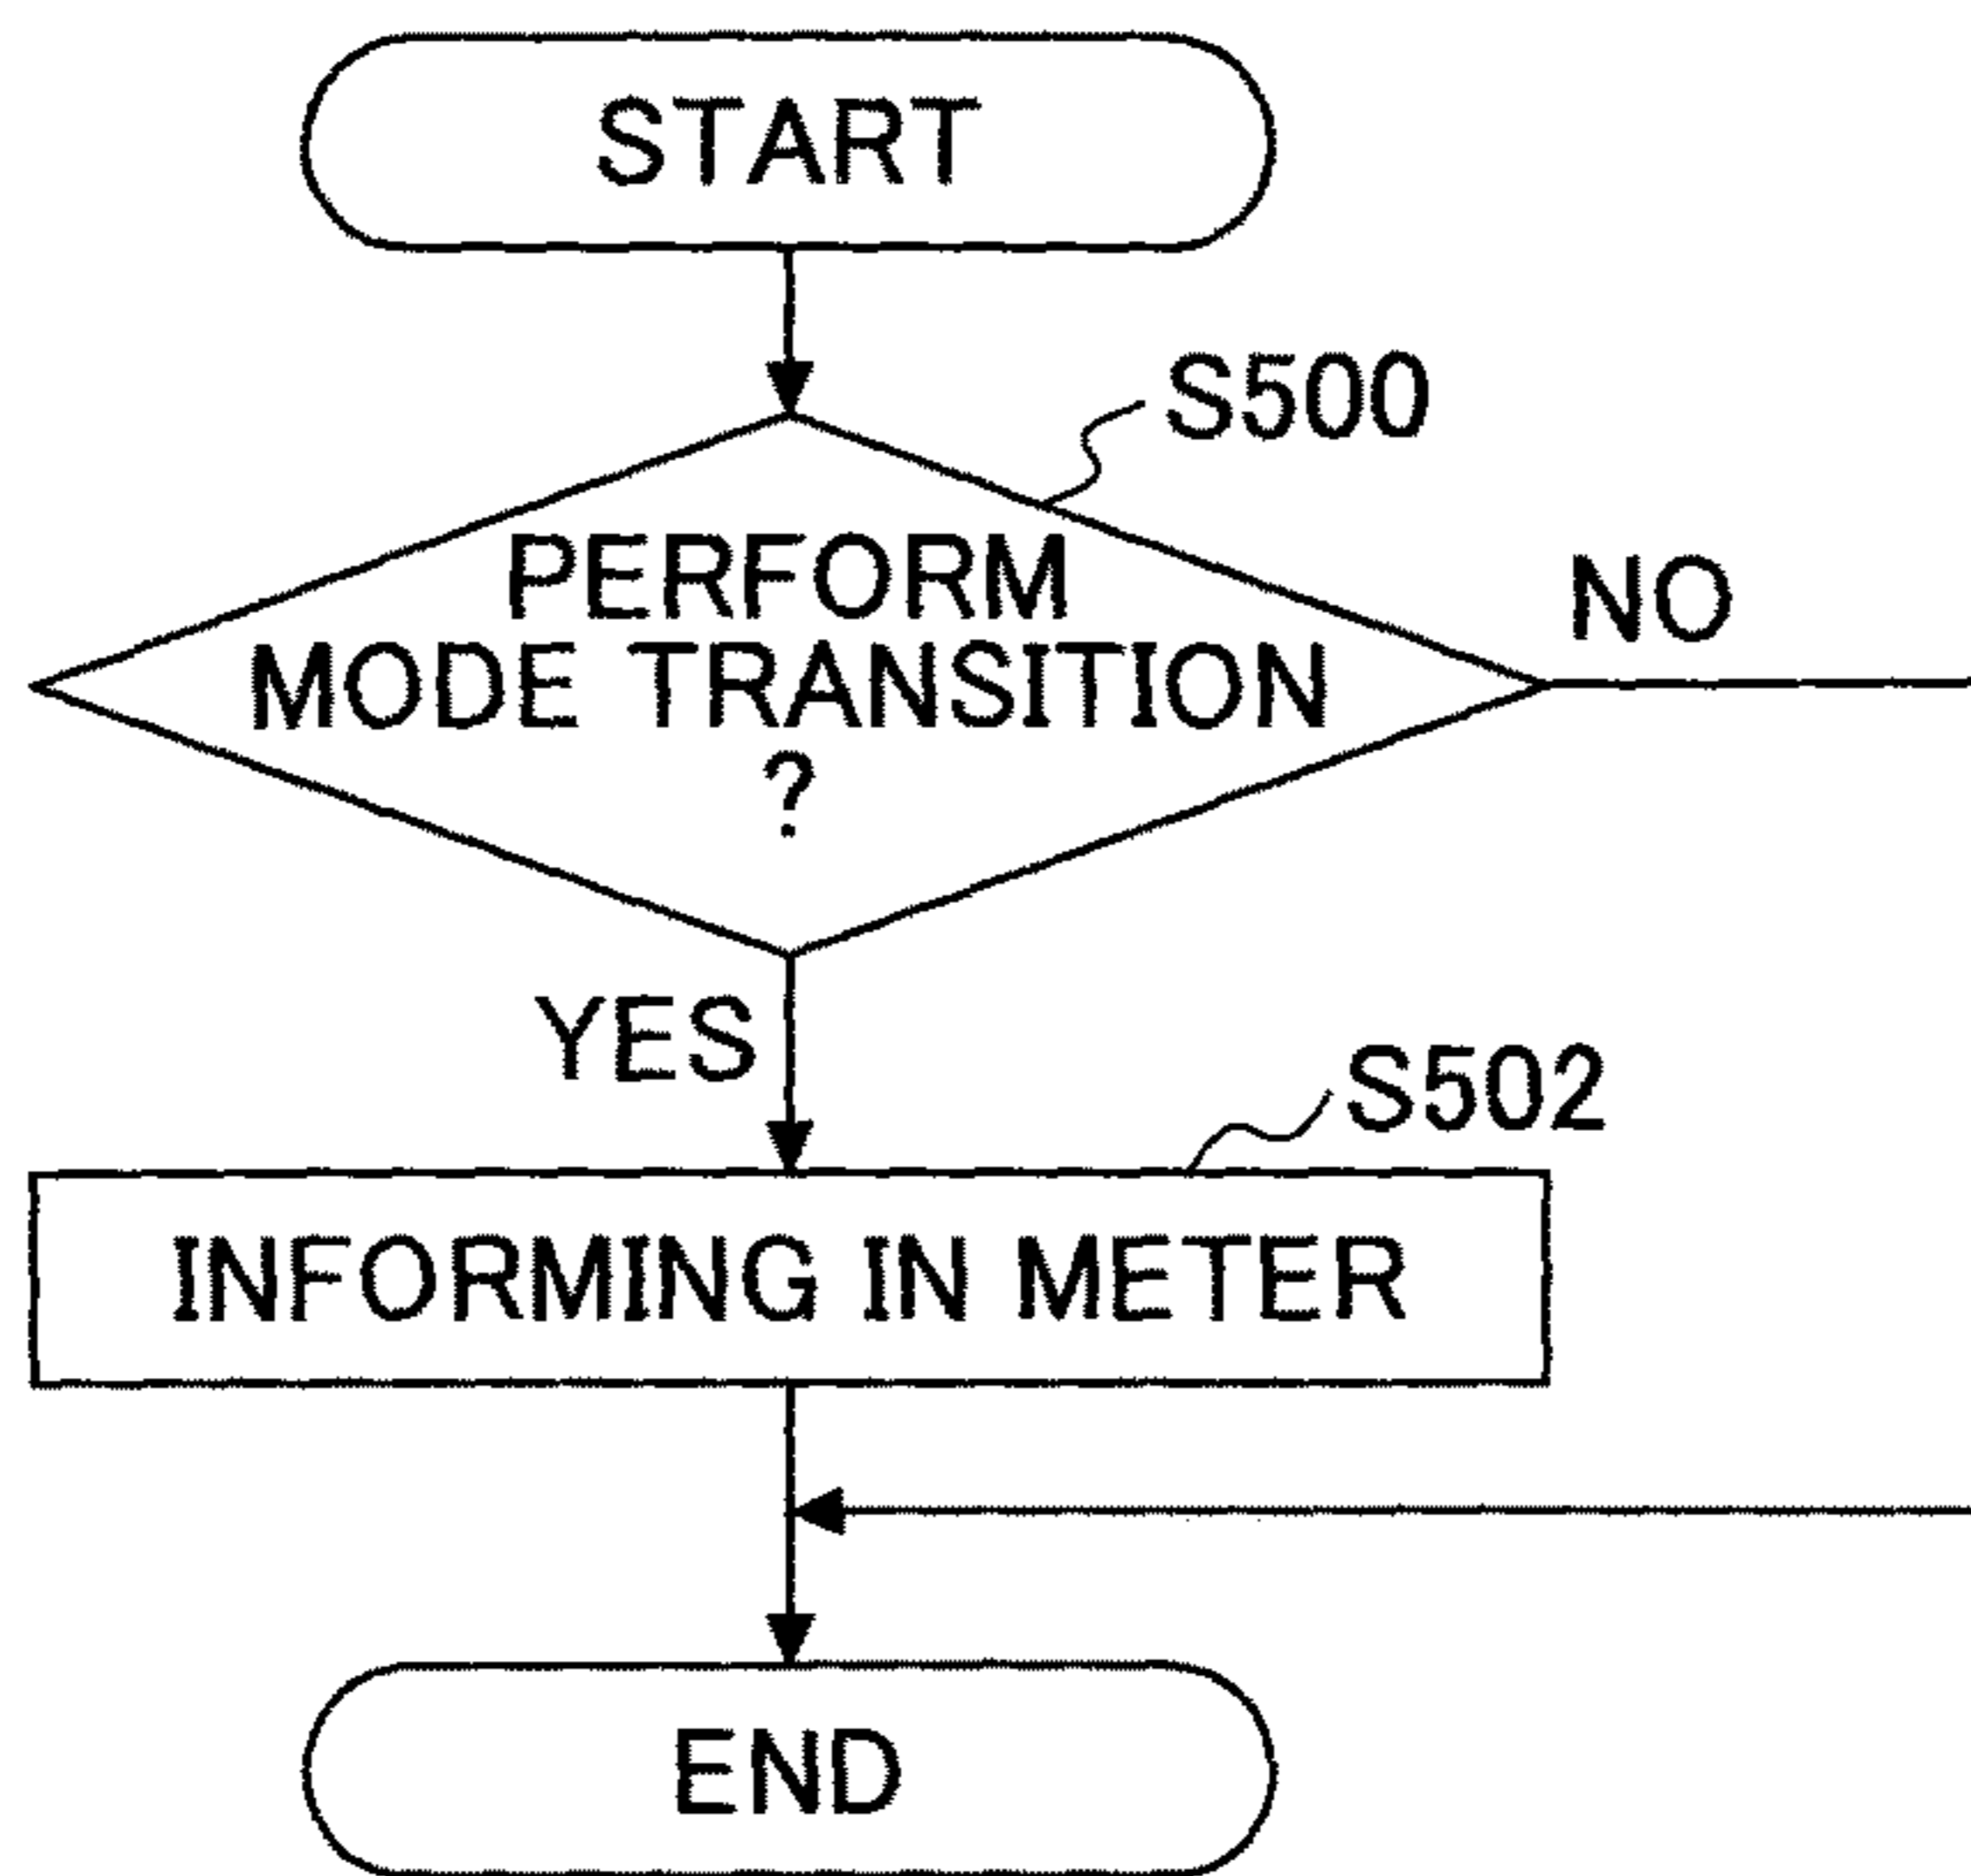 START
S500
PERFORM
MODE TRANSITION
?
NO
YES
S502
INFORMING IN METER
END